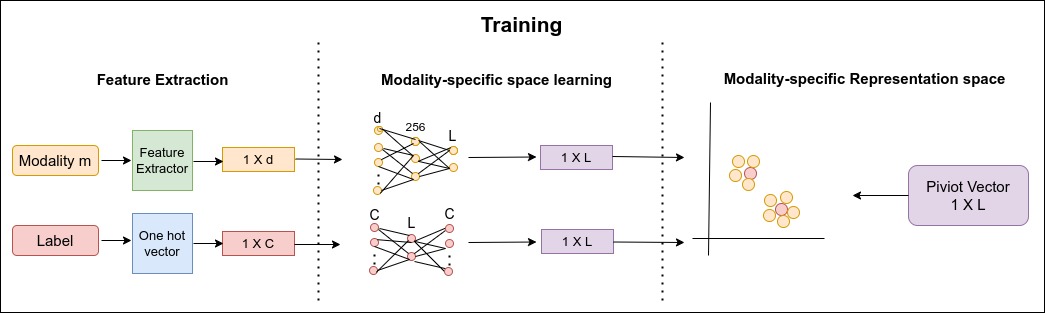 Training
Feature Extraction
Modality-specific space learning
Modality-specific Representation space
Modality m
Feature
Extractor
1 X d
d
256
L
1 X L
Label
One hot
vector
1 X C
C
L
C
1 X L
Piviot Vector
1 X L